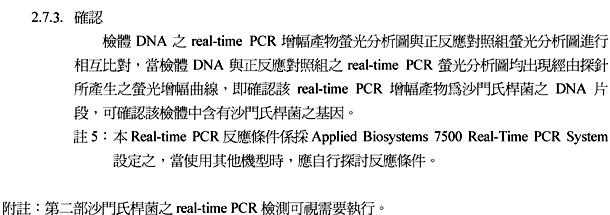 2.7.3. 確認
檢體 DNA 之 real-time PCR 增幅產物螢光分析圖與正反應對照組螢光分析圖進行
相互比對，當檢體 DNA 與正反應對照組之 real-time PCR 螢光分析圖均出現經由探針
所產生之螢光增幅曲線，即確認該 real-time PCR 增幅產物為沙門氏桿菌之 DNA 片
段，可確認該檢體中含有沙門氏桿菌之基因。
註 5：本 Real-time PCR 反應條件係採 Applied Biosystems 7500 Real-Time PCR System
設定之，當使用其他機型時，應自行探討反應條件。
附註：第二部沙門氏桿菌之 real-time PCR 檢測可視需要執行。